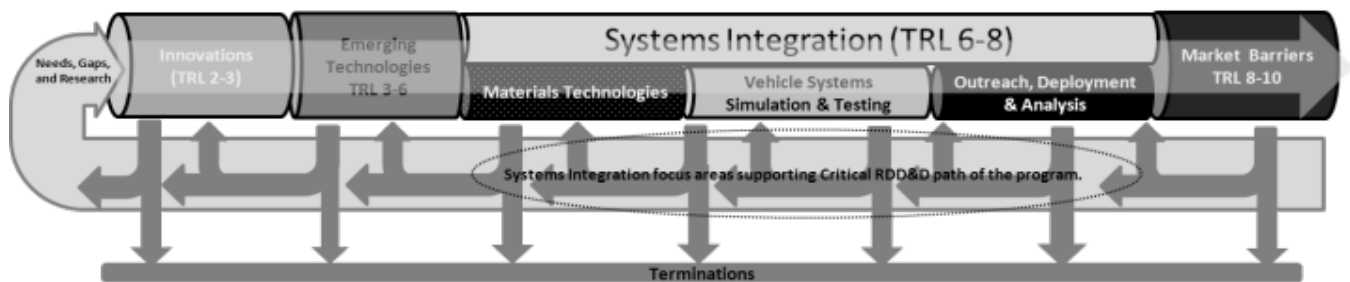 Needs, Gaps,
and Research
Innovations
(TRL 2-3)
Emerging
Technologies
TRL 3-6
Systems Integration (TRL 6-8)
Materials Technologies
Vehicle Systems
Simulation & Testing
Outreach, Deployment
& Analysis
Market Barriers
TRL 8-10
Systems Integration focus areas supporting Critical RDD&D path of the program.
Terminations